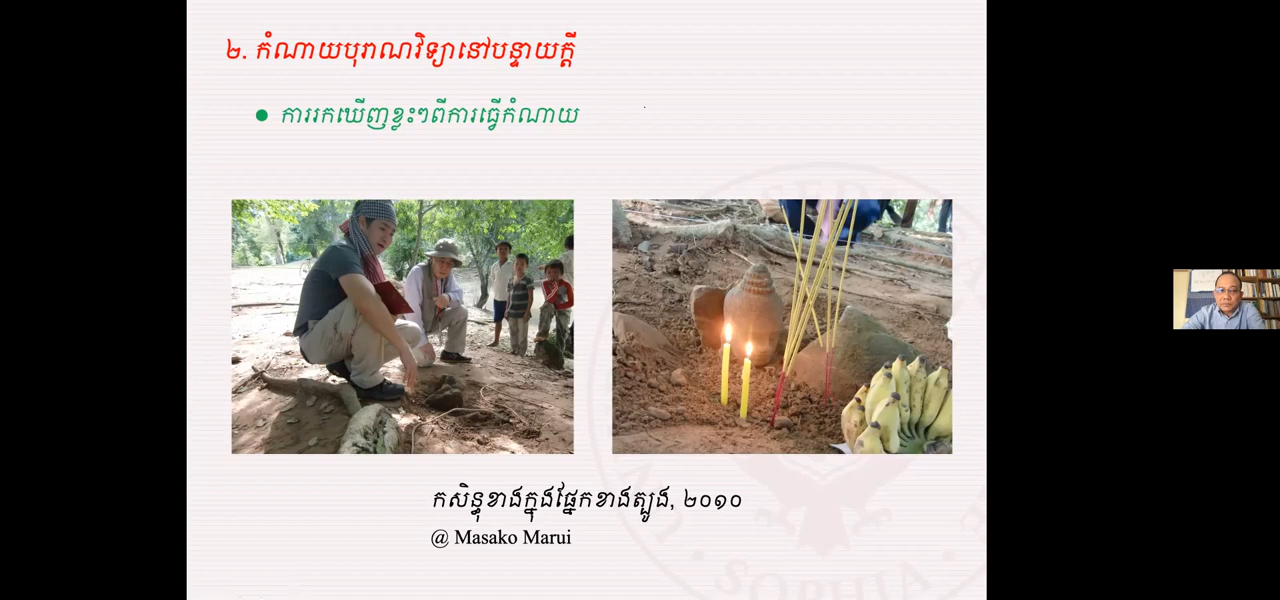 ២. កំណាយបុរាណវិទ្យានៅបន្ទាយក្ដី
● ការរកឃើញខ្លះៗពីការធ្វើកំណាយ
កសិន្ធុខាងក្នុងផ្នែកខាងត្បូង, ២០១០
@ Masako Marui
SOPHIA